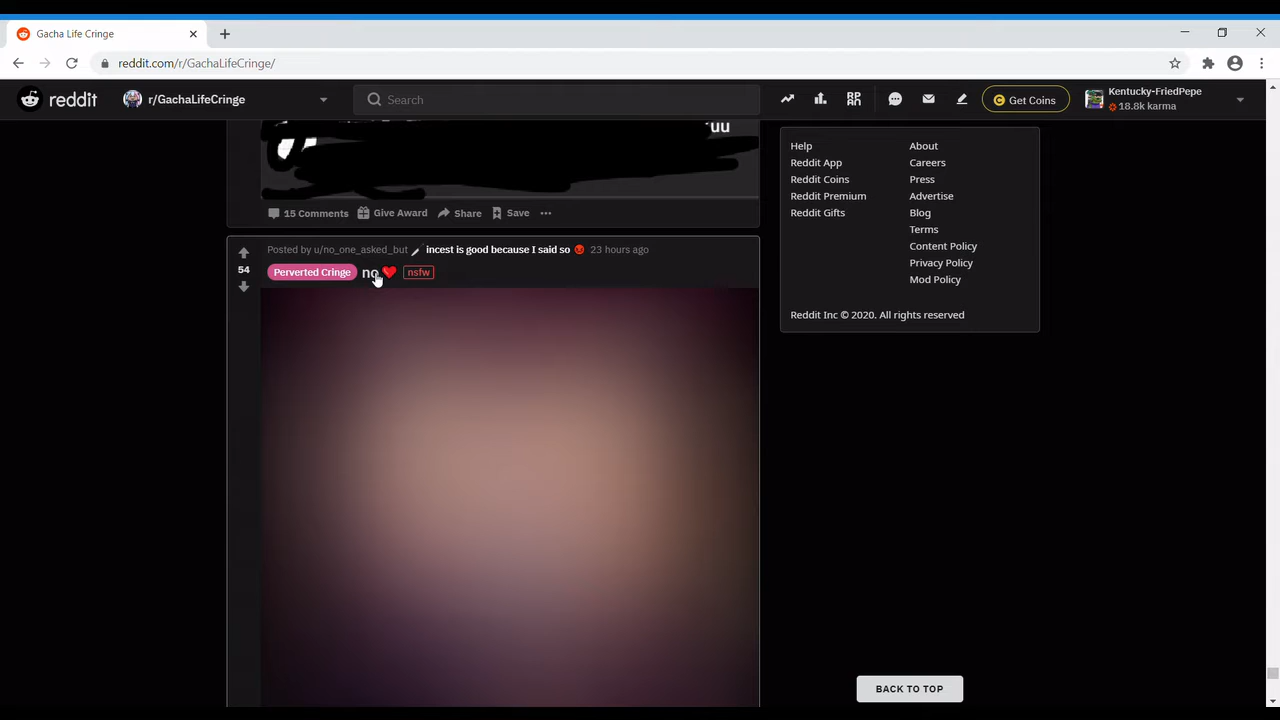 Gacha Life Cringe
reddit.com/r/GachaLifeCringe/
reddit
r/GachaLifeCringe
Search
Get Coins
Kentucky-FriedPepe
18.8k karma
uu
15 Comments
Give Award
Share
Save
Posted by u/no_one_asked_but incest is good because I said so 23 hours ago
54
Perverted Cringe no nsfw
Help
About
Reddit App
Careers
Reddit Coins
Press
Reddit Premium
Advertise
Reddit Gifts
Blog
Terms
Content Policy
Privacy Policy
Mod Policy
Reddit Inc © 2020. All rights reserved
BACK TO TOP